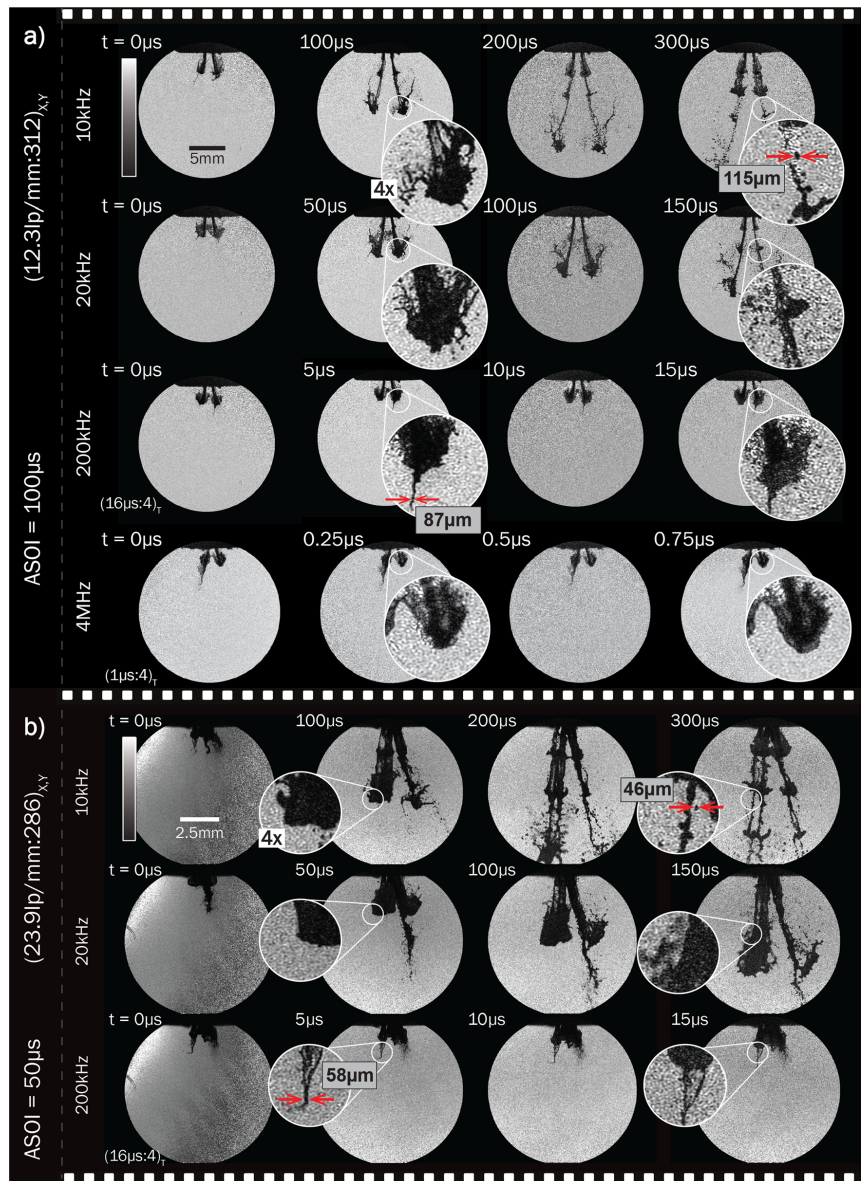 a)
(12.3lp/mm:312)X,Y
ASOI = 100µs
10kHz
t = 0µs
100µs
200µs
300µs
5mm
4x
115µm
20kHz
t = 0µs
50µs
100µs
150µs
200kHz
t = 0µs
5µs
10µs
15µs
(16µs:4)T
87µm
4MHz
t = 0µs
0.25µs
0.5µs
0.75µs
(1µs:4)T
b)
(23.9lp/mm:286)X,Y
ASOI = 50µs
10kHz
t = 0µs
100µs
200µs
300µs
2.5mm
4x
46µm
20kHz
t = 0µs
50µs
100µs
150µs
200kHz
t = 0µs
5µs
10µs
15µs
58µm
(16µs:4)T